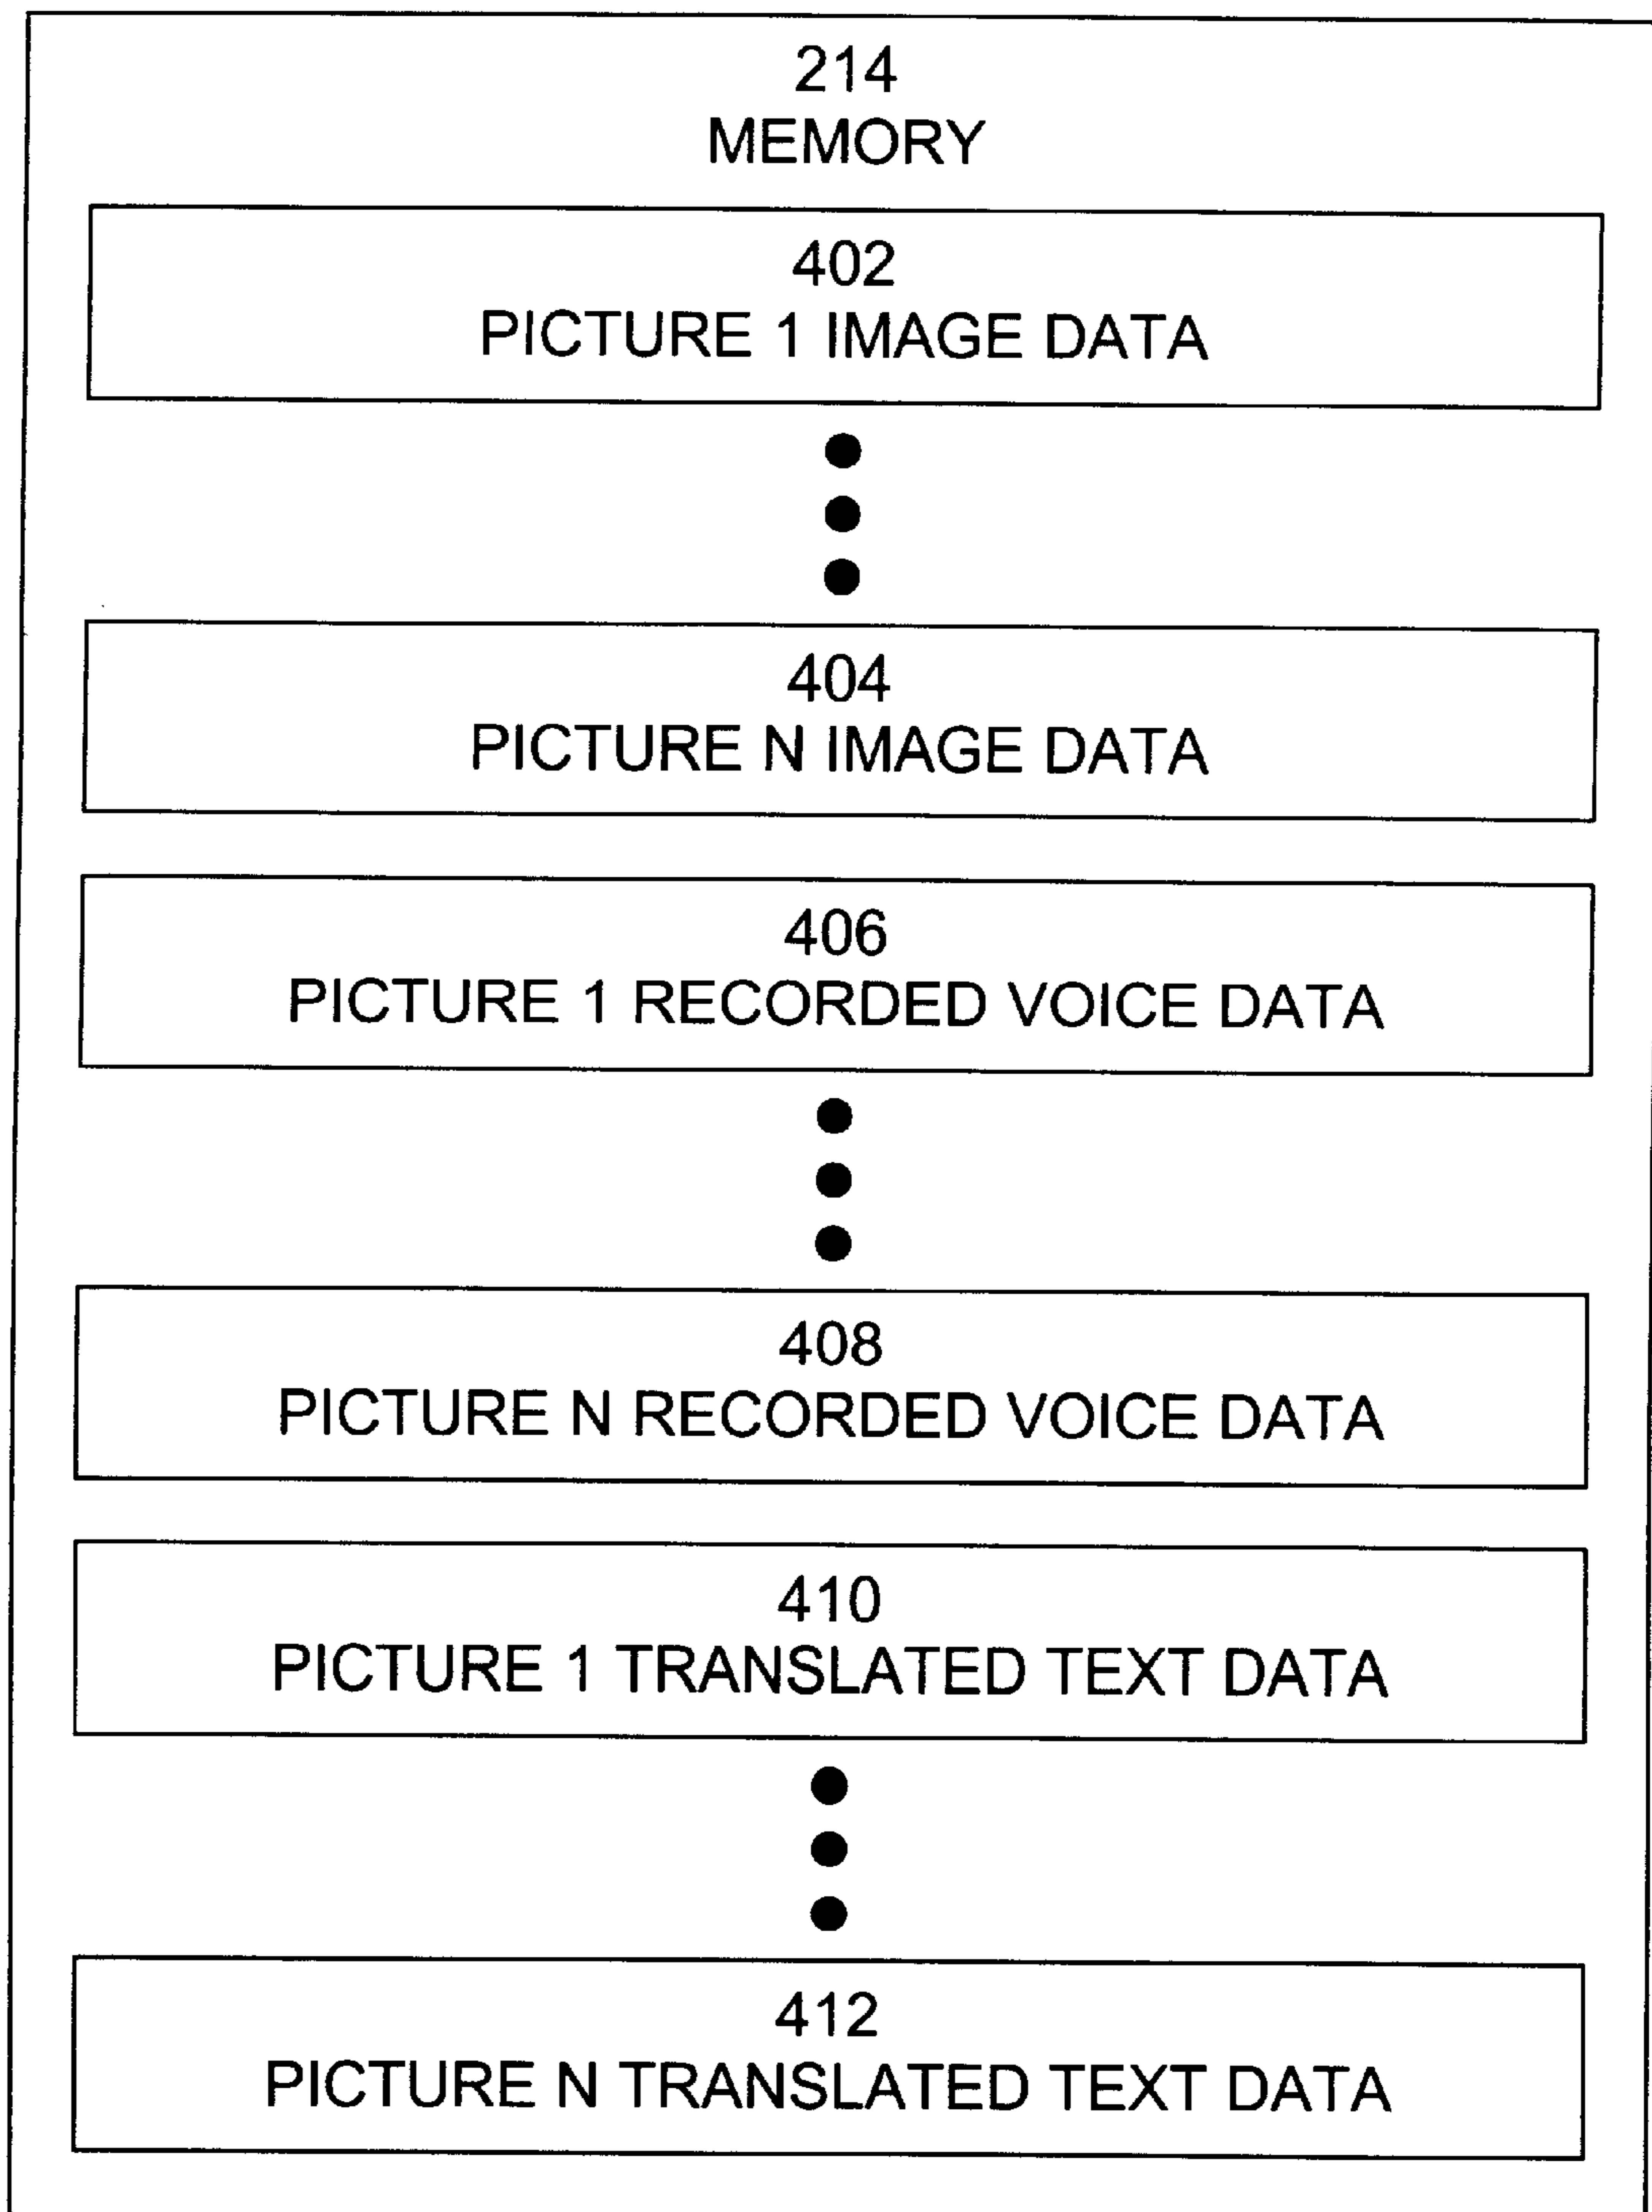 214
MEMORY
402
PICTURE 1 IMAGE DATA
404
PICTURE N IMAGE DATA
406
PICTURE 1 RECORDED VOICE DATA
408
PICTURE N RECORDED VOICE DATA
410
PICTURE 1 TRANSLATED TEXT DATA
412
PICTURE N TRANSLATED TEXT DATA